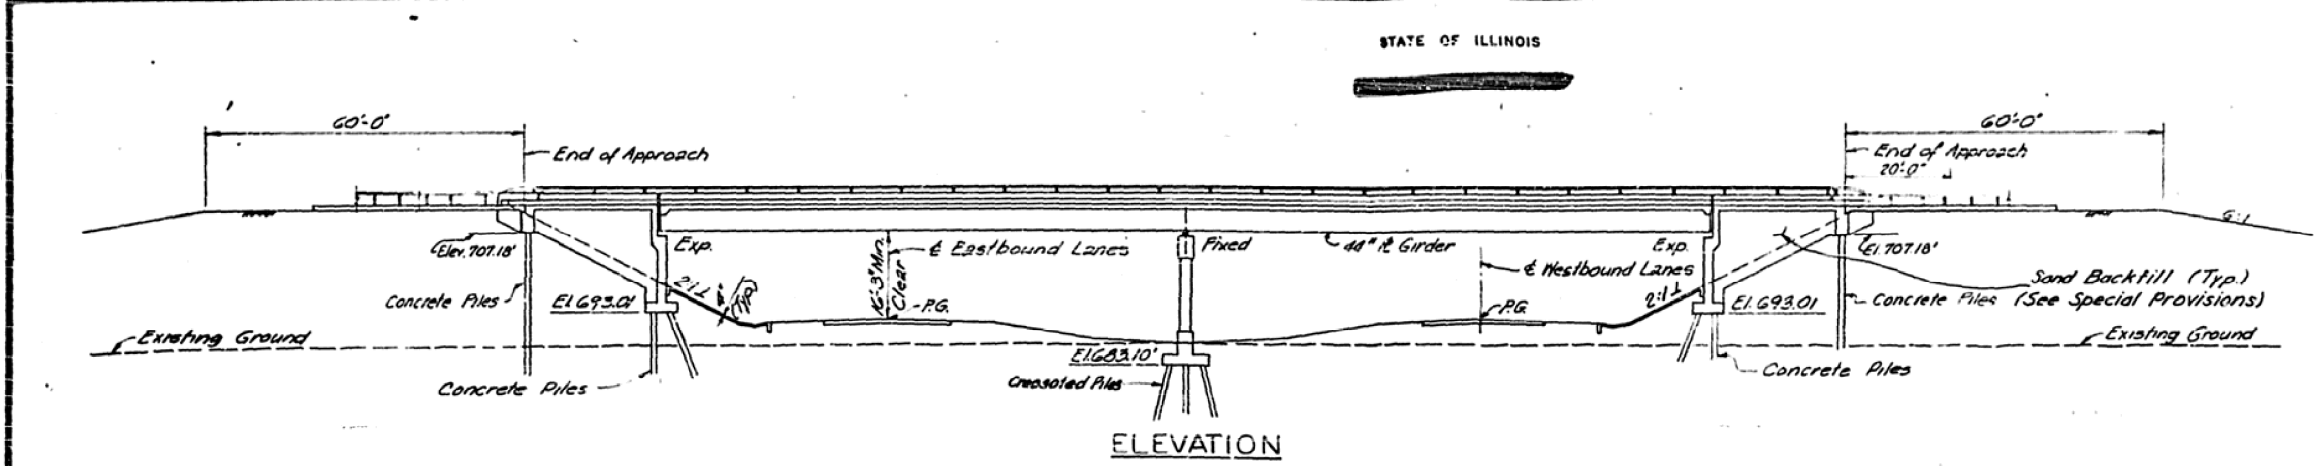 STATE OF ILLINOIS
60'-0"
60'-0"
End of Approach
End of Approach
20'-0"
6:1
Elev. 707.18'
Exp.
16'-3" Min.
Clear
℄ Eastbound Lanes
Fixed
44" ℄ Girder
Exp.
El. 707.18'
℄ Westbound Lanes
Sand Backfill (Typ.)
(See Special Provisions)
Concrete Piles
El. 693.01'
2:1
(Typ.)
P.G.
P.G.
2:1
El. 693.01
Concrete Piles
Existing Ground
Existing Ground
El. 683.10'
Concrete Piles
Creosoted Piles
Concrete Piles
ELEVATION